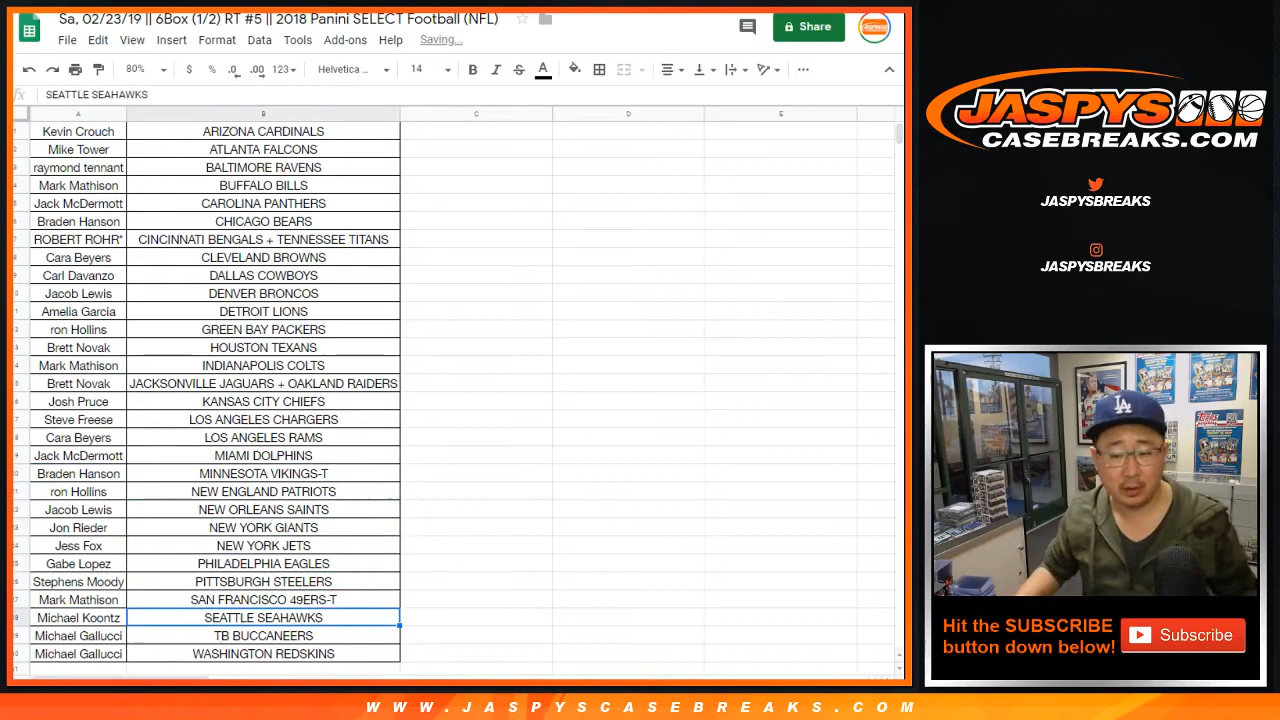 Sa, 02/23/19 || 6Box (1/2) RT #5 || 2018 Panini SELECT Football (NFL)
File Edit View Insert Format Data Tools Add-ons Help Saving...
Share
80% $ % .0 .00 123 Helvetica ... 14 B I S A ...
fx SEATTLE SEAHAWKS
A B C D E
Kevin Crouch ARIZONA CARDINALS
Mike Tower ATLANTA FALCONS
raymond tennant BALTIMORE RAVENS
Mark Mathison BUFFALO BILLS
Jack McDermott CAROLINA PANTHERS
Braden Hanson CHICAGO BEARS
ROBERT ROHR* CINCINNATI BENGALS + TENNESSEE TITANS
Cara Beyers CLEVELAND BROWNS
Carl Davanzo DALLAS COWBOYS
Jacob Lewis DENVER BRONCOS
Amelia Garcia DETROIT LIONS
ron Hollins GREEN BAY PACKERS
Brett Novak HOUSTON TEXANS
Mark Mathison INDIANAPOLIS COLTS
Brett Novak JACKSONVILLE JAGUARS + OAKLAND RAIDERS
Josh Pruce KANSAS CITY CHIEFS
Steve Freese LOS ANGELES CHARGERS
Cara Beyers LOS ANGELES RAMS
Jack McDermott MIAMI DOLPHINS
Braden Hanson MINNESOTA VIKINGS-T
ron Hollins NEW ENGLAND PATRIOTS
Jacob Lewis NEW ORLEANS SAINTS
Jon Rieder NEW YORK GIANTS
Jess Fox NEW YORK JETS
Gabe Lopez PHILADELPHIA EAGLES
Stephens Moody PITTSBURGH STEELERS
Mark Mathison SAN FRANCISCO 49ERS-T
Michael Koontz SEATTLE SEAHAWKS
Michael Gallucci TB BUCCANEERS
Michael Gallucci WASHINGTON REDSKINS
JASPYS
CASEBREAKS.COM
JASPYSBREAKS
JASPYSBREAKS
LA
Hit the SUBSCRIBE
button down below!
Subscribe
WWW.JASPYSCASEBREAKS.COM